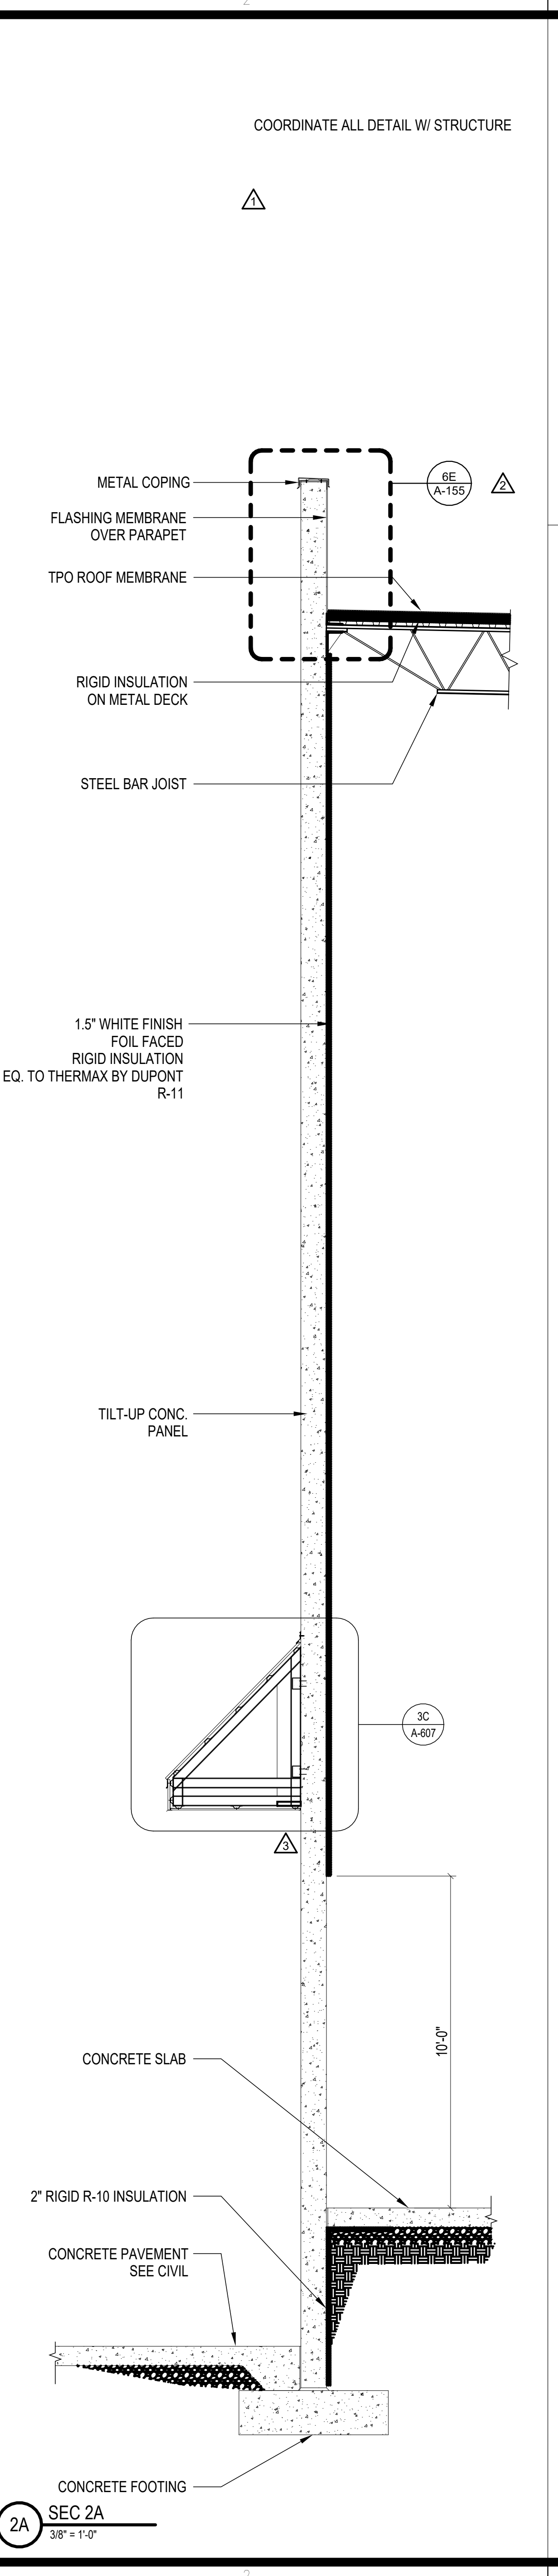 2
COORDINATE ALL DETAIL W/ STRUCTURE
1
METAL COPING
6E
A-155
2
FLASHING MEMBRANE
OVER PARAPET
TPO ROOF MEMBRANE
RIGID INSULATION
ON METAL DECK
STEEL BAR JOIST
1.5" WHITE FINISH
FOIL FACED
RIGID INSULATION
EQ. TO THERMAX BY DUPONT
R-11
TILT-UP CONC.
PANEL
3C
A-607
3
10'-0"
CONCRETE SLAB
2" RIGID R-10 INSULATION
CONCRETE PAVEMENT
SEE CIVIL
CONCRETE FOOTING
2A
SEC 2A
3/8" = 1'-0"
2